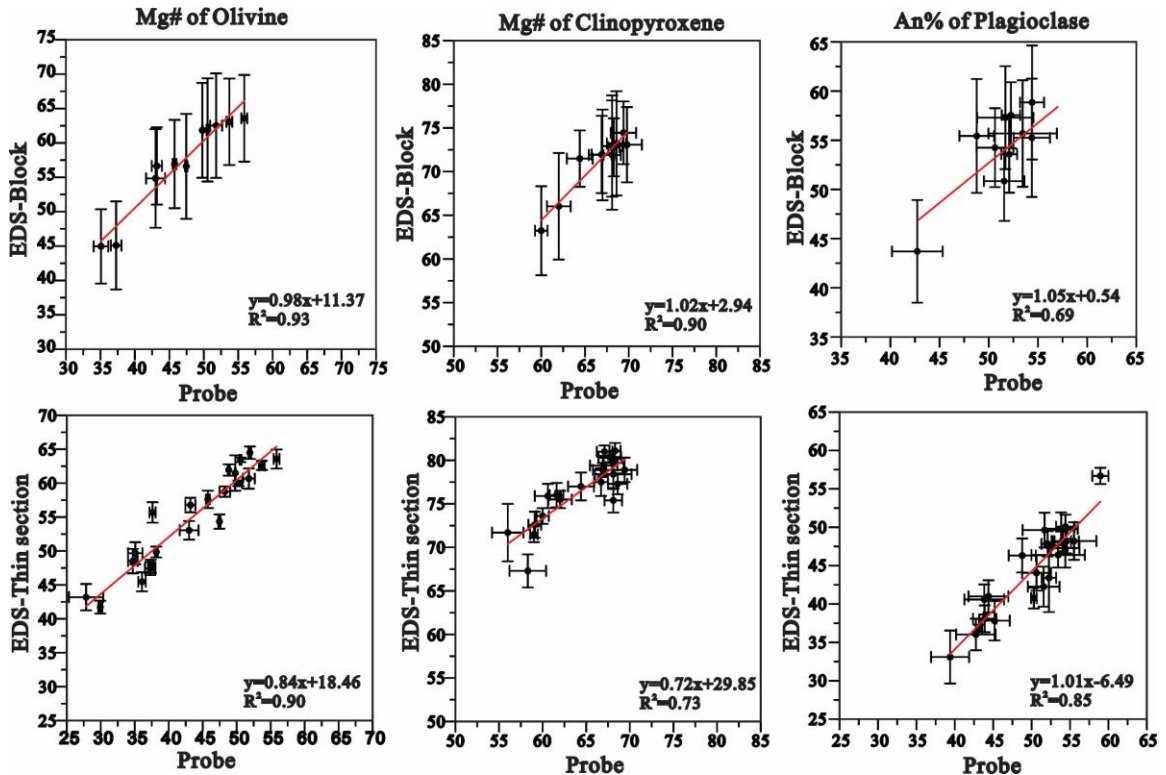 Mg# of Olivine
75
70
65
60
55
50
45
40
35
30
EDS-Block
y=0.98x+11.37
R²=0.93
30 35 40 45 50 55 60 65 70 75
Probe
Mg# of Clinopyroxene
85
80
75
70
65
60
55
50
EDS-Block
y=1.02x+2.94
R²=0.90
50 55 60 65 70 75 80 85
Probe
An% of Plagioclase
65
60
55
50
45
40
35
EDS-Block
y=1.05x+0.54
R²=0.69
35 40 45 50 55 60 65
Probe
70
65
60
55
50
45
40
35
30
25
EDS-Thin section
y=0.84x+18.46
R²=0.90
25 30 35 40 45 50 55 60 65 70
Probe
85
80
75
70
65
60
55
50
EDS-Thin section
y=0.72x+29.85
R²=0.73
50 55 60 65 70 75 80 85
Probe
65
60
55
50
45
40
35
30
25
EDS-Thin section
y=1.01x-6.49
R²=0.85
25 30 35 40 45 50 55 60 65
Probe